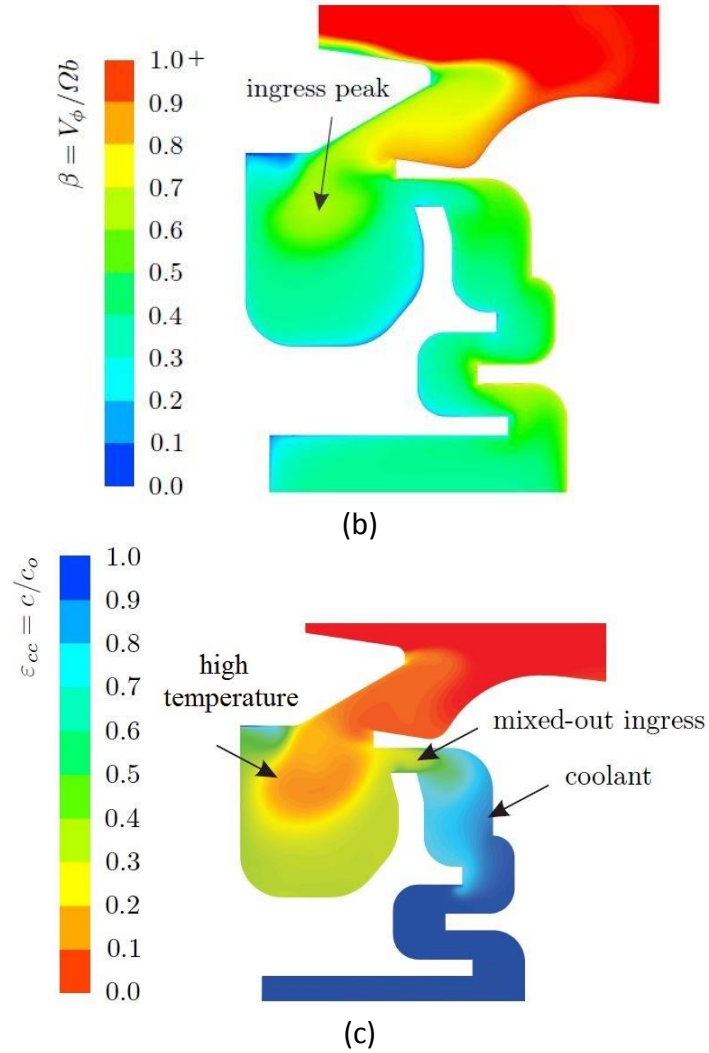 β = V_ϕ/Ωb
1.0+
0.9
0.8
0.7
0.6
0.5
0.4
0.3
0.2
0.1
0.0
ingress peak
(b)
ε_cc = c/c_o
1.0
0.9
0.8
0.7
0.6
0.5
0.4
0.3
0.2
0.1
0.0
high
temperature
mixed-out ingress
coolant
(c)